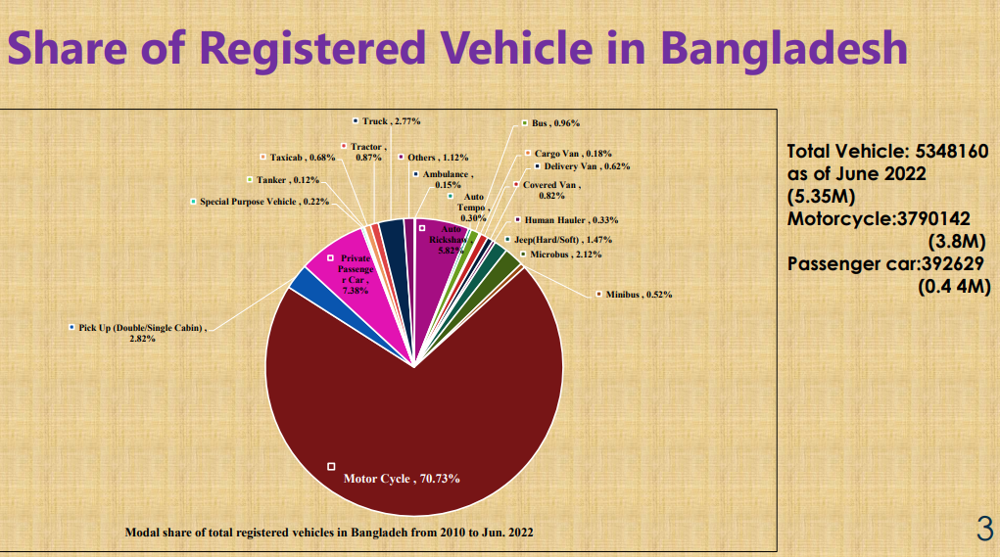 Share of Registered Vehicle in Bangladesh
Truck , 2.77%
Bus , 0.96%
Tractor ,
0.87%
Taxicab , 0.68%
Others , 1.12%
Cargo Van , 0.18%
Delivery Van , 0.62%
Tanker , 0.12%
Ambulance ,
0.15%
Covered Van ,
0.82%
Special Purpose Vehicle , 0.22%
Auto
Tempo ,
0.30%
Human Hauler , 0.33%
Auto
Rickshaw ,
5.82%
Jeep(Hard/Soft) , 1.47%
Microbus , 2.12%
Private
Passenge
r Car ,
7.38%
Minibus , 0.52%
Pick Up (Double/Single Cabin) ,
2.82%
Motor Cycle , 70.73%
Modal share of total registered vehicles in Bangladeh from 2010 to Jun. 2022
Total Vehicle: 5348160
as of June 2022
(5.35M)
Motorcycle:3790142
(3.8M)
Passenger car:392629
(0.4 4M)
3